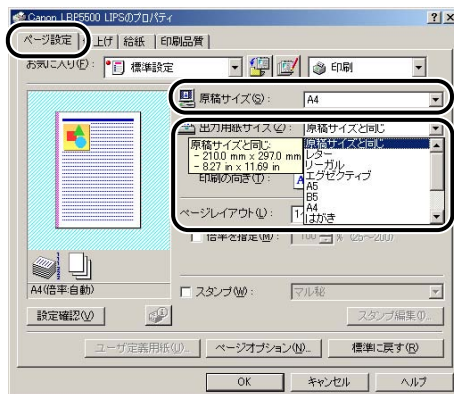 Canon LBP5500 LIPSのプロパティ
ページ設定 上げ 給紙 印刷品質
お気に入り(F): 標準設定 印刷
原稿サイズ(S): A4
出力用紙サイズ(Z): 原稿サイズと同じ
原稿サイズと同じ
- 210.0 mm × 297.0 mm
- 8.27 in × 11.69 in
原稿サイズと同じ
レター
リーガル
エグゼクティブ
A5
B5
A4
はがき
印刷の向き(T): A
ページレイアウト(L): 1
倍率を指定(M): 100 % (25～200)
A4(倍率:自動)
スタンプ(W): マル秘
設定確認(V) スタンプ編集(I)...
ユーザ定義用紙(U)... ページオプション(N)... 標準に戻す(R)
OK キャンセル ヘルプ